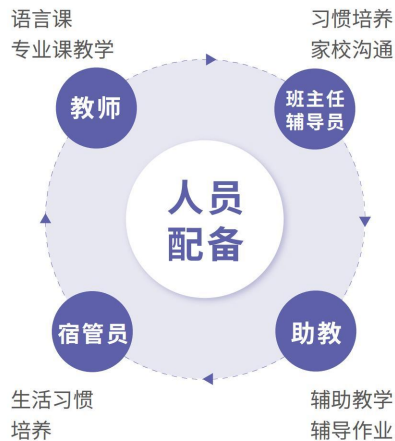 语言课
专业课教学
习惯培养
家校沟通
教师
班主任
辅导员
人员
配备
宿管员
助教
生活习惯
培养
辅助教学
辅导作业